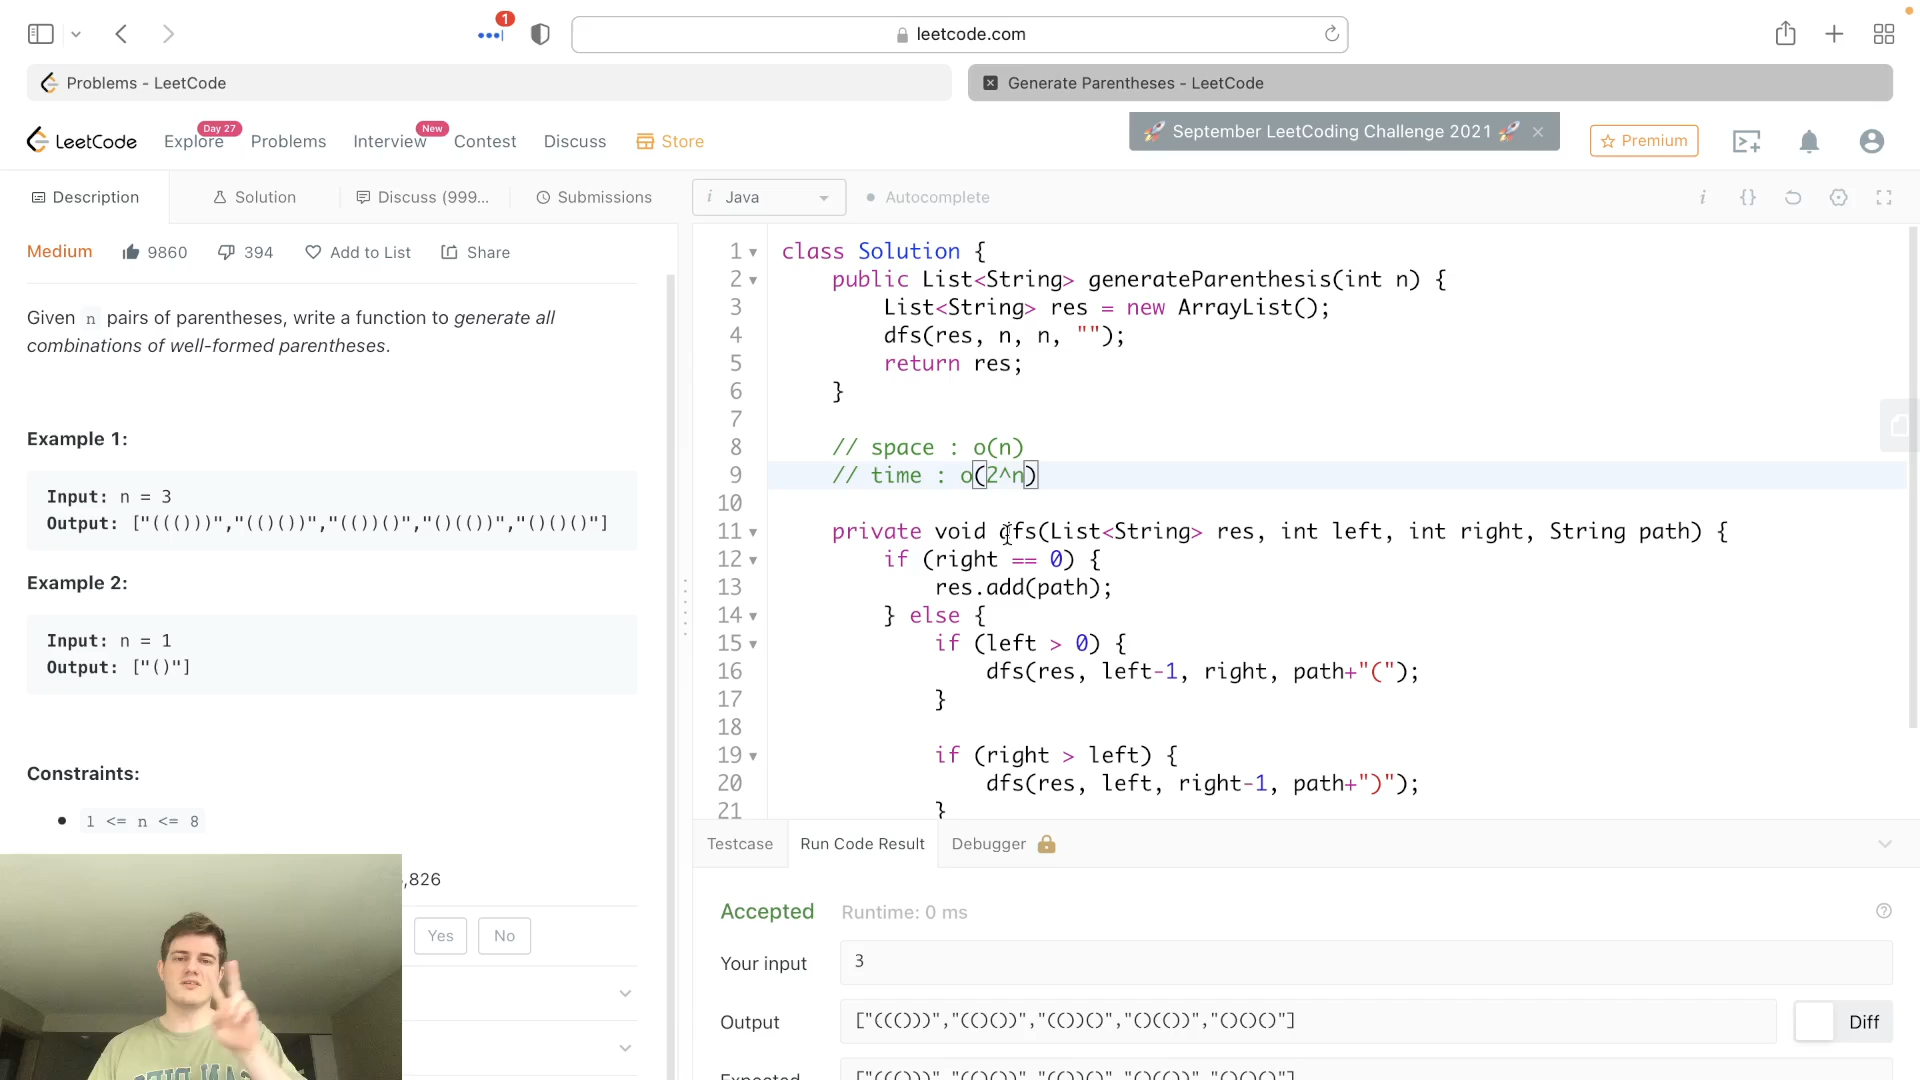 1
leetcode.com
Problems - LeetCode
Generate Parentheses - LeetCode
LeetCode
Explore
Day 27
Problems
Interview
New
Contest
Discuss
Store
🚀 September LeetCoding Challenge 2021 🚀
Premium
Description
Solution
Discuss (999...
Submissions
i Java
Autocomplete
Medium
9860
394
Add to List
Share
Given n pairs of parentheses, write a function to generate all
combinations of well-formed parentheses.
Example 1:
Input: n = 3
Output: ["((()))","(()())","(())()","()(())","()()()"]
Example 2:
Input: n = 1
Output: ["()"]
Constraints:
1 <= n <= 8
,826
Yes
No
1 class Solution {
2 public List<String> generateParenthesis(int n) {
3 List<String> res = new ArrayList();
4 dfs(res, n, n, "");
5 return res;
6 }
7
8 // space : o(n)
9 // time : o(2^n)
10
11 private void dfs(List<String> res, int left, int right, String path) {
12 if (right == 0) {
13 res.add(path);
14 } else {
15 if (left > 0) {
16 dfs(res, left-1, right, path+"(");
17 }
18
19 if (right > left) {
20 dfs(res, left, right-1, path+")");
21 }
Testcase
Run Code Result
Debugger
Accepted
Runtime: 0 ms
Your input
3
Output
["((()))","(()())","(())()","()(())","()()()"]
Diff
Expected
["((()))","(()())","(())()","()(())","()()()"]